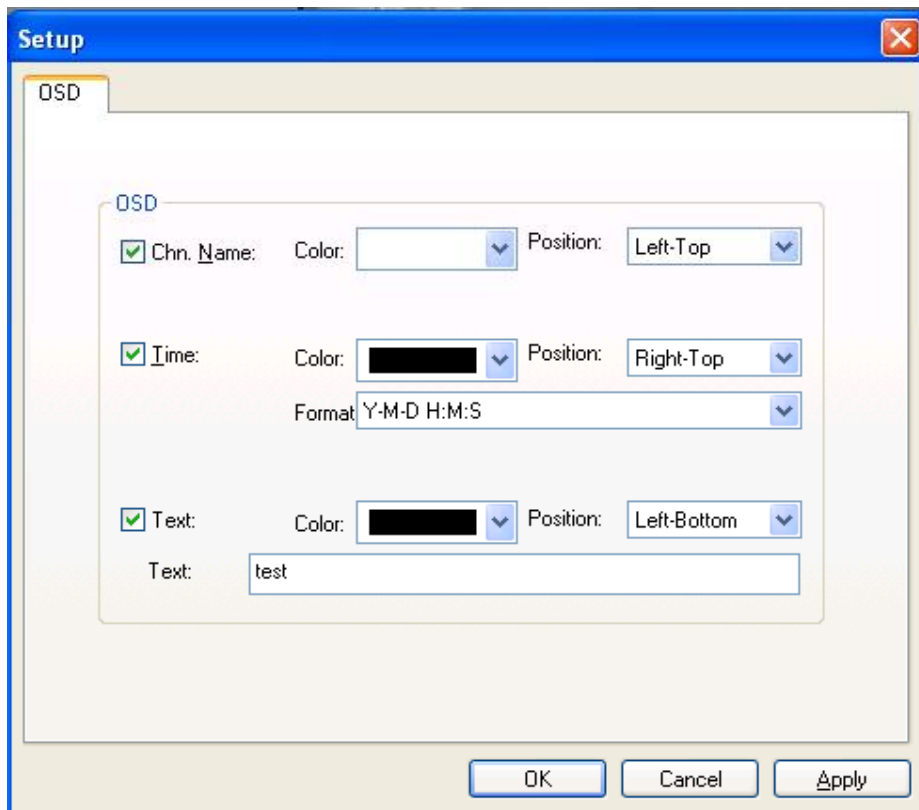 Setup
OSD
OSD
Chn. Name: Color: Position: Left-Top
Time: Color: Position: Right-Top
Format Y-M-D H:M:S
Text: Color: Position: Left-Bottom
Text: test
OK Cancel Apply